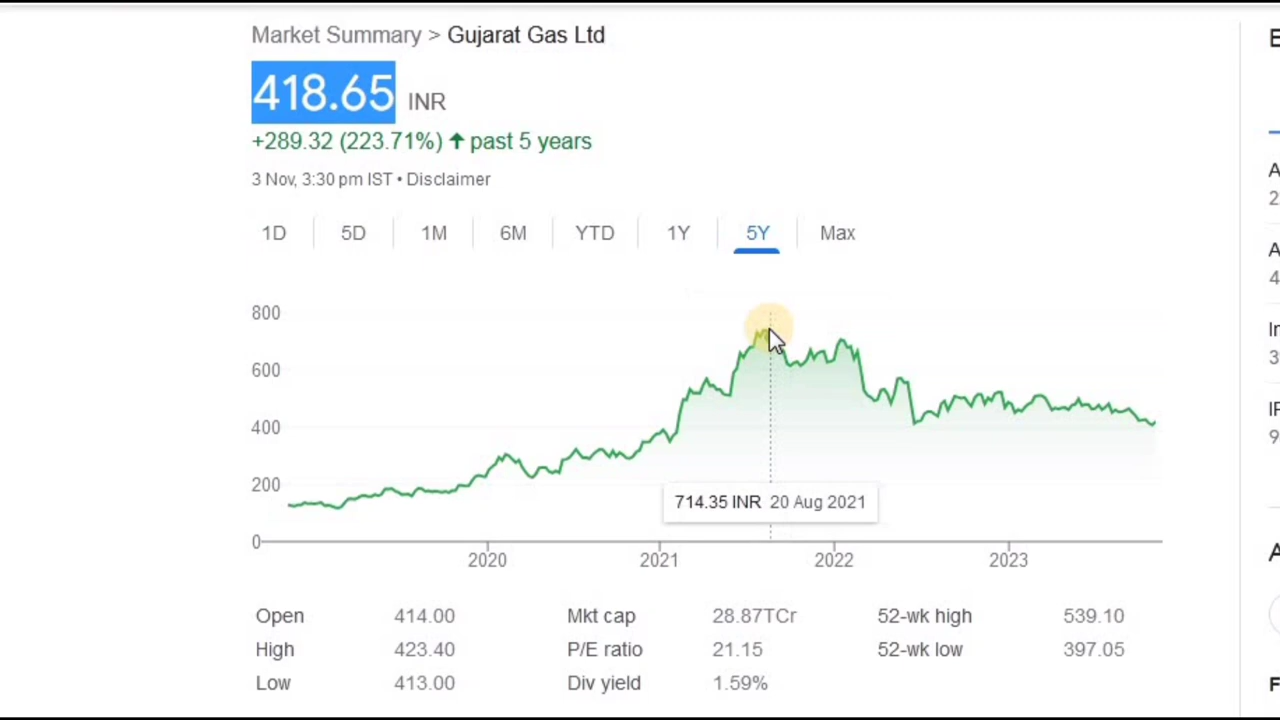 Market Summary > Gujarat Gas Ltd
418.65 INR
+289.32 (223.71%) ↑ past 5 years
3 Nov, 3:30 pm IST • Disclaimer
1D 5D 1M 6M YTD 1Y 5Y Max
800
600
400
200
0
714.35 INR 20 Aug 2021
2020 2021 2022 2023
Open 414.00 Mkt cap 28.87TCr 52-wk high 539.10
High 423.40 P/E ratio 21.15 52-wk low 397.05
Low 413.00 Div yield 1.59%